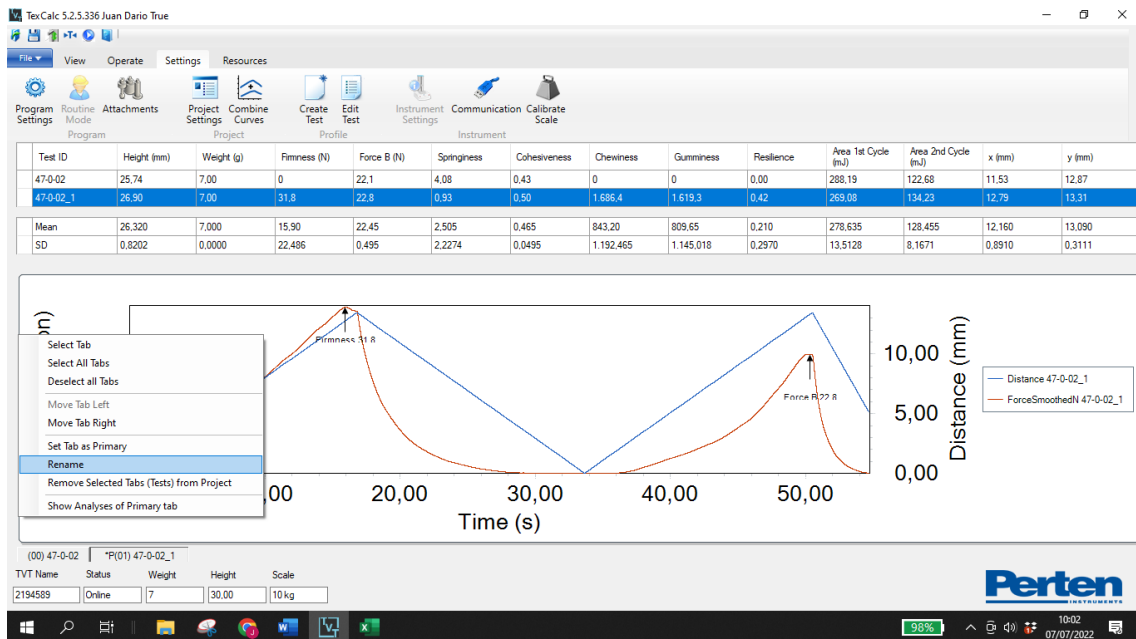 TexCalc 5.2.5.336 Juan Dario True
File View Operate Settings Resources
Program Settings
Routine Mode
Attachments
Project Settings
Combine Curves
Create Test
Edit Test
Instrument Settings
Communication
Calibrate Scale
Program Project Profile Instrument
Test ID Height (mm) Weight (g) Firmness (N) Force B (N) Springiness Cohesiveness Chewiness Gumminess Resilience Area 1st Cycle (mJ) Area 2nd Cycle (mJ) x (mm) y (mm)
47-0-02 25,74 7,00 0 22,1 4,08 0,43 0 0 0,00 288,19 122,68 11,53 12,87
47-0-02_1 26,90 7,00 31,8 22,8 0,93 0,50 1.686,4 1.619,3 0,42 269,08 134,23 12,79 13,31
Mean 26,320 7,000 15,90 22,45 2,505 0,465 843,20 809,65 0,210 278,635 128,455 12,160 13,090
SD 0,8202 0,0000 22,486 0,495 2,2274 0,0495 1.192,465 1.145,018 0,2970 13,5128 8,1671 0,8910 0,3111
Firmness 31.8
Force B 22.8
Select Tab
Select All Tabs
Deselect all Tabs
Move Tab Left
Move Tab Right
Set Tab as Primary
Rename
Remove Selected Tabs (Tests) from Project
Show Analyses of Primary tab
10,00
5,00
0,00
Distance (mm)
Distance 47-0-02_1
ForceSmoothedN 47-0-02_1
20,00 30,00 40,00 50,00
Time (s)
(00) 47-0-02 *P(01) 47-0-02_1
TVT Name Status Weight Height Scale
2194589 Online 7 30,00 10 kg
Perten
INSTRUMENTS
98%
10:02
07/07/2022